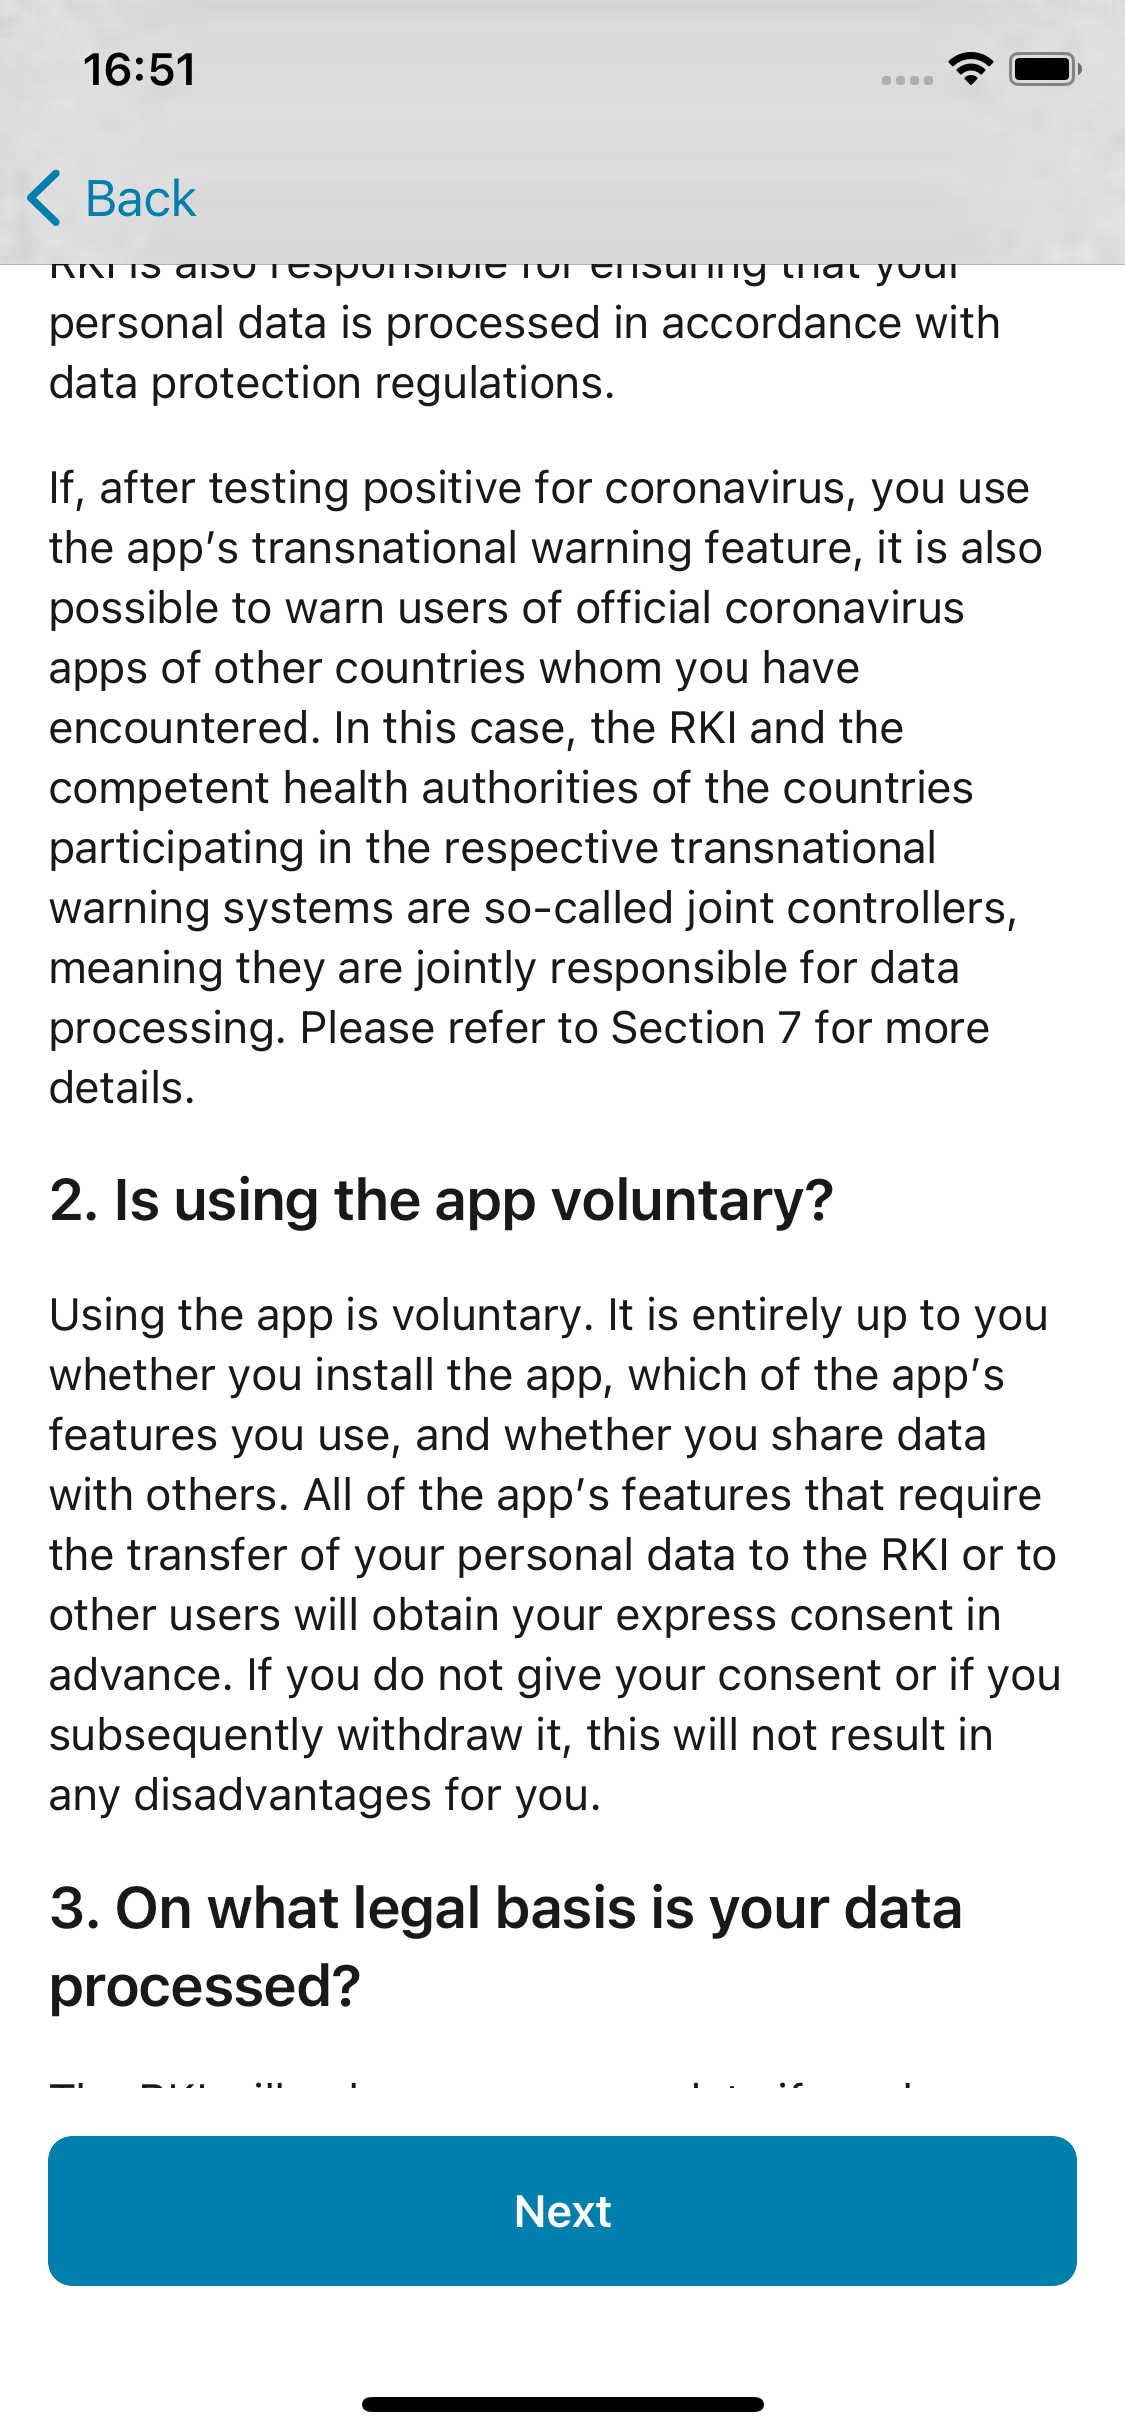 16:51
Back
RKI is also responsible for ensuring that your
personal data is processed in accordance with
data protection regulations.
If, after testing positive for coronavirus, you use
the app's transnational warning feature, it is also
possible to warn users of official coronavirus
apps of other countries whom you have
encountered. In this case, the RKI and the
competent health authorities of the countries
participating in the respective transnational
warning systems are so-called joint controllers,
meaning they are jointly responsible for data
processing. Please refer to Section 7 for more
details.
2. Is using the app voluntary?
Using the app is voluntary. It is entirely up to you
whether you install the app, which of the app's
features you use, and whether you share data
with others. All of the app's features that require
the transfer of your personal data to the RKI or to
other users will obtain your express consent in
advance. If you do not give your consent or if you
subsequently withdraw it, this will not result in
any disadvantages for you.
3. On what legal basis is your data
processed?
Next